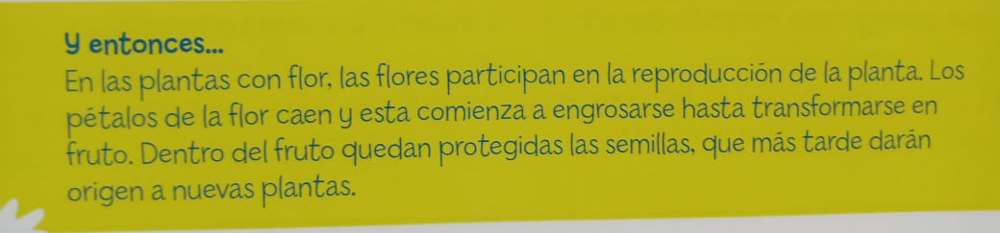 Y entonces...
En las plantas con flor, las flores participan en la reproducción de la planta. Los
pétalos de la flor caen y esta comienza a engrosarse hasta transformarse en
fruto. Dentro del fruto quedan protegidas las semillas, que más tarde darán
origen a nuevas plantas.